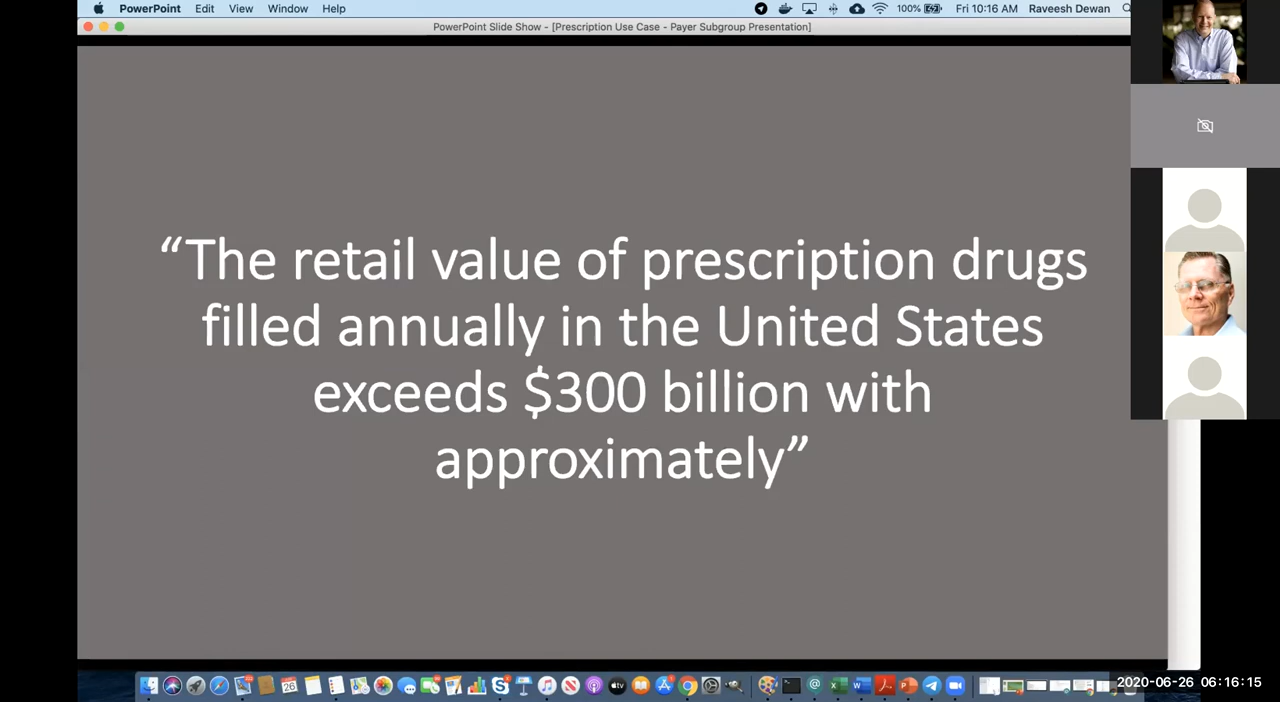 PowerPoint Edit View Window Help 100% Fri 10:16 AM Raveesh Dewan
PowerPoint Slide Show - [Prescription Use Case - Payer Subgroup Presentation]
“The retail value of prescription drugs
filled annually in the United States
exceeds $300 billion with
approximately”
2020-06-26 06:16:15